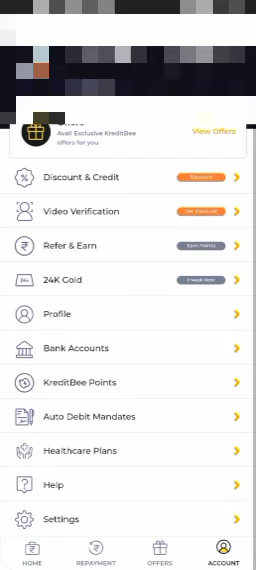 Avail Exclusive KreditBee
offers for you
View Offers
Discount & Credit
Discount
Video Verification
Get Discount
Refer & Earn
Earn Points
24K Gold
Invest Now
Profile
Bank Accounts
KreditBee Points
Auto Debit Mandates
Healthcare Plans
Help
Settings
HOME
REPAYMENT
OFFERS
ACCOUNT